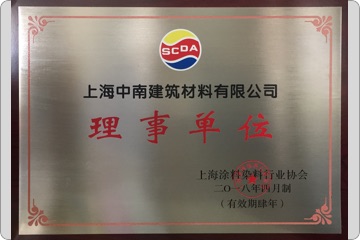 SCDA
上海中南建筑材料有限公司
理事单位
上海涂料染料行业协会
二〇一八年四月制
（有效期肆年）